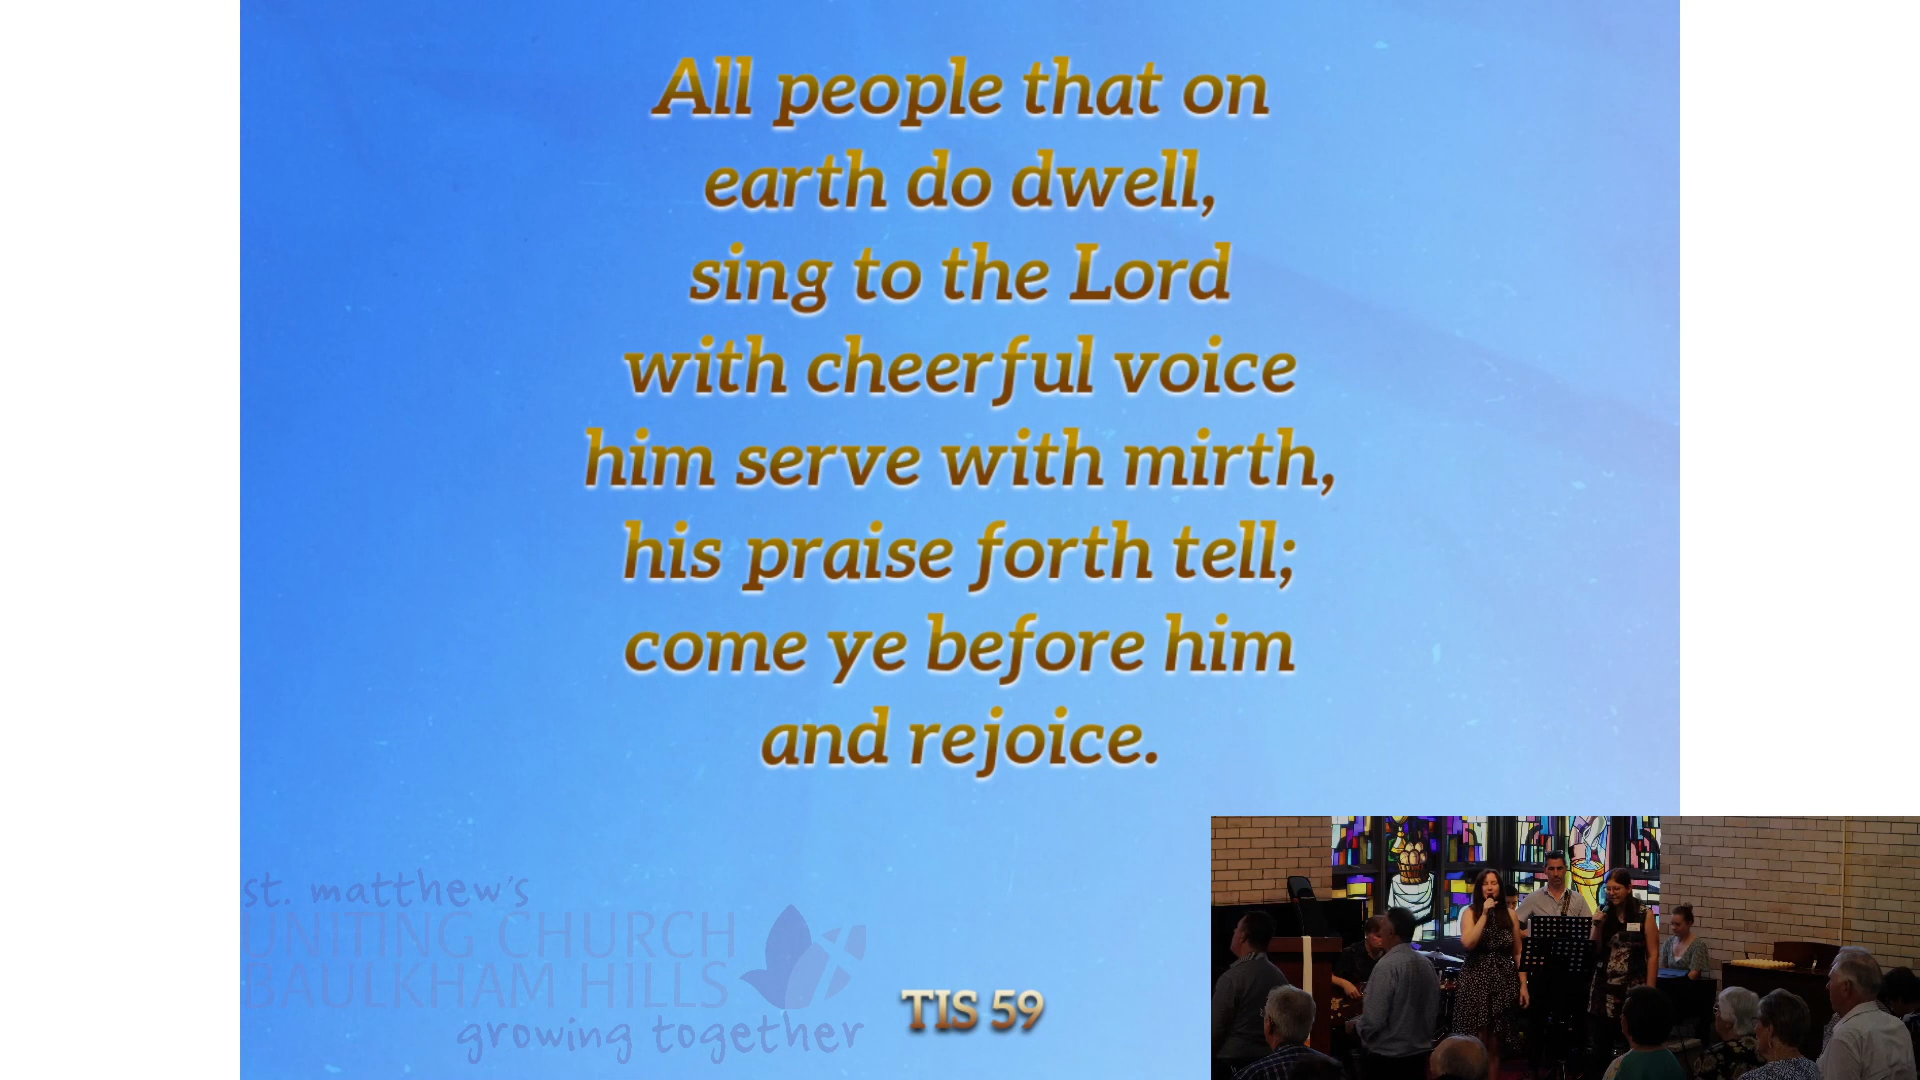 All people that on
earth do dwell,
sing to the Lord
with cheerful voice
him serve with mirth,
his praise forth tell;
come ye before him
and rejoice.
st. matthew's
UNITING CHURCH
BAULKHAM HILLS
growing together
TIS 59